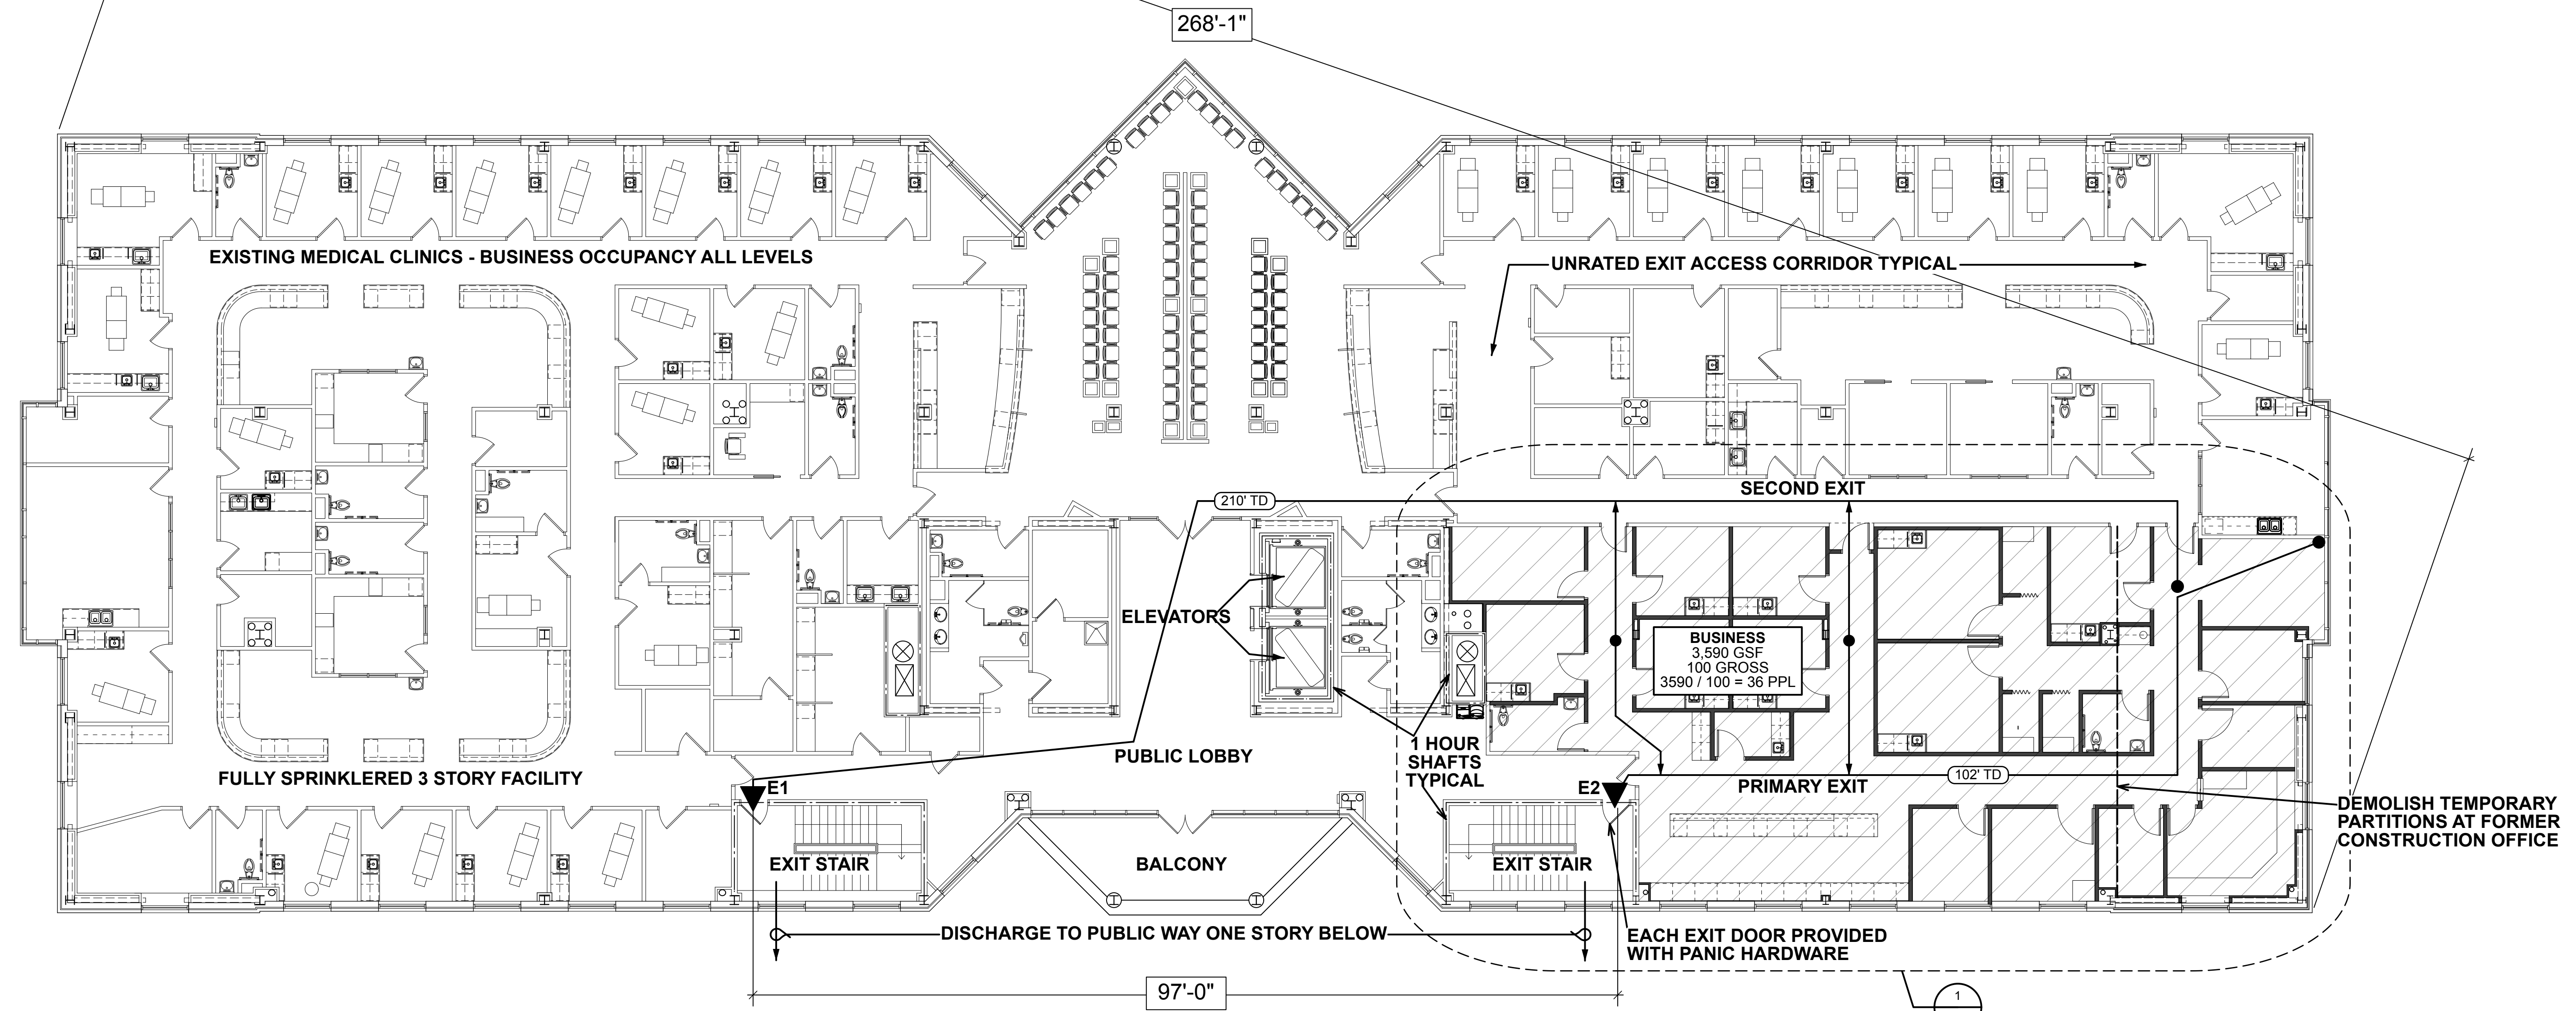 268'-1"
EXISTING MEDICAL CLINICS - BUSINESS OCCUPANCY ALL LEVELS
UNRATED EXIT ACCESS CORRIDOR TYPICAL
SECOND EXIT
210' TD
ELEVATORS
BUSINESS
3,590 GSF
100 GROSS
3590 / 100 = 36 PPL
1 HOUR
SHAFTS
TYPICAL
PUBLIC LOBBY
FULLY SPRINKLERED 3 STORY FACILITY
E1
E2
PRIMARY EXIT
102' TD
DEMOLISH TEMPORARY
PARTITIONS AT FORMER
CONSTRUCTION OFFICE
EXIT STAIR
BALCONY
EXIT STAIR
DISCHARGE TO PUBLIC WAY ONE STORY BELOW
EACH EXIT DOOR PROVIDED
WITH PANIC HARDWARE
97'-0"
1